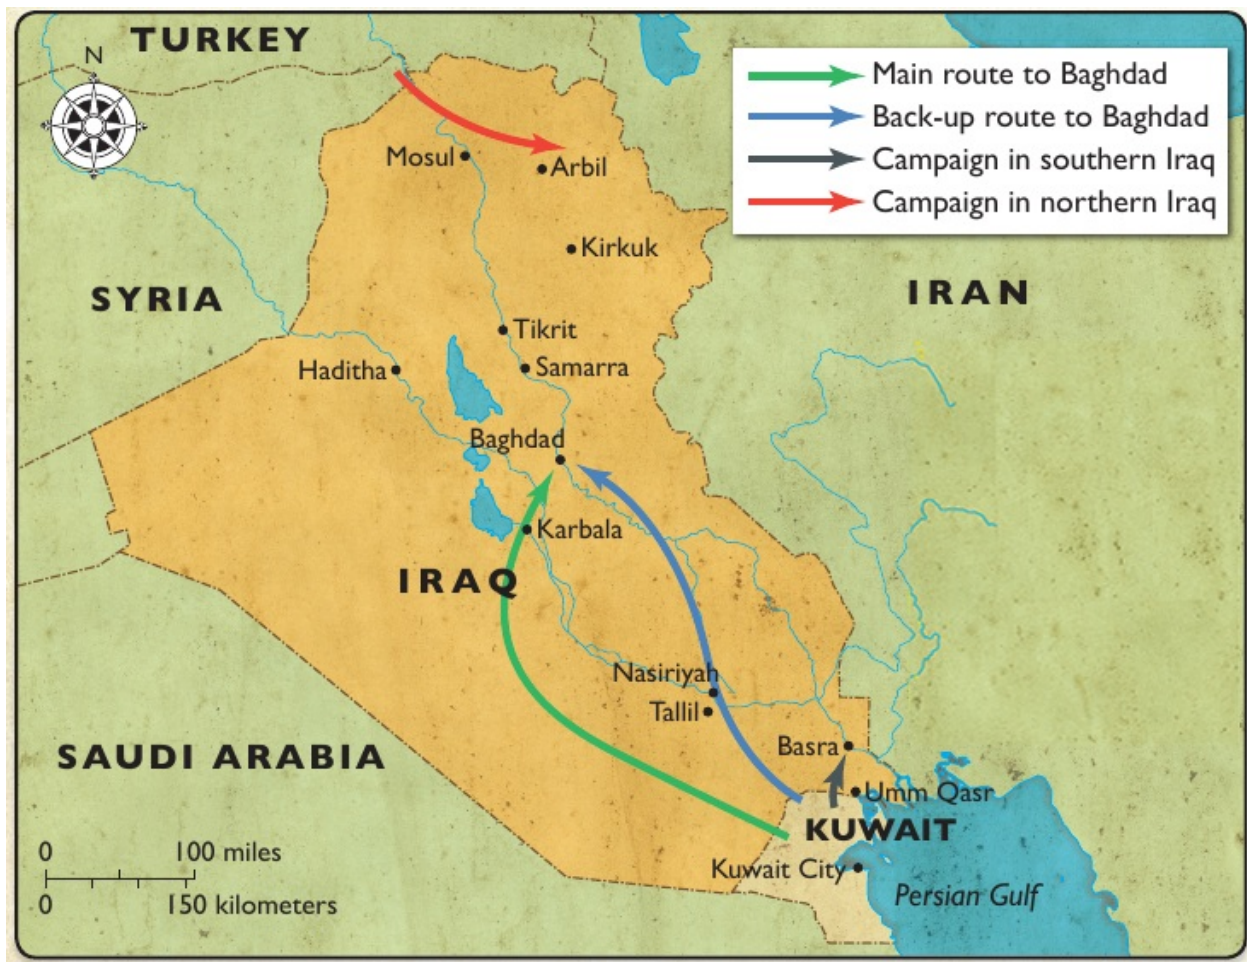 TURKEY
N
Main route to Baghdad
Back-up route to Baghdad
Campaign in southern Iraq
Campaign in northern Iraq
Mosul
Arbil
Kirkuk
SYRIA
IRAN
Tikrit
Haditha
Samarra
Baghdad
Karbala
IRAQ
Nasiriyah
Tallil
SAUDI ARABIA
Basra
Umm Qasr
KUWAIT
Kuwait City
Persian Gulf
0 100 miles
0 150 kilometers